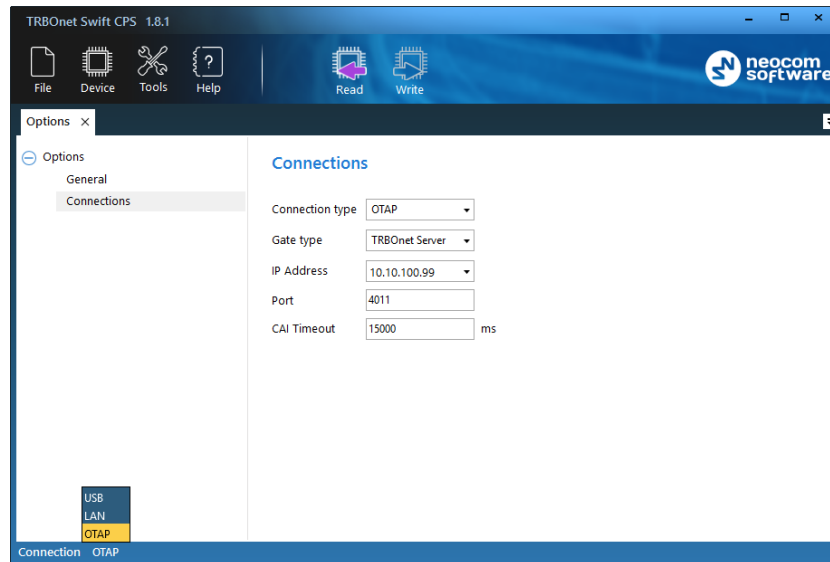 TRBOnet Swift CPS 1.8.1
File Device Tools Help Read Write
neocom
software
Options
Options
General
Connections
Connections
Connection type OTAP
Gate type TRBOnet Server
IP Address 10.10.100.99
Port 4011
CAI Timeout 15000 ms
USB
LAN
OTAP
Connection OTAP